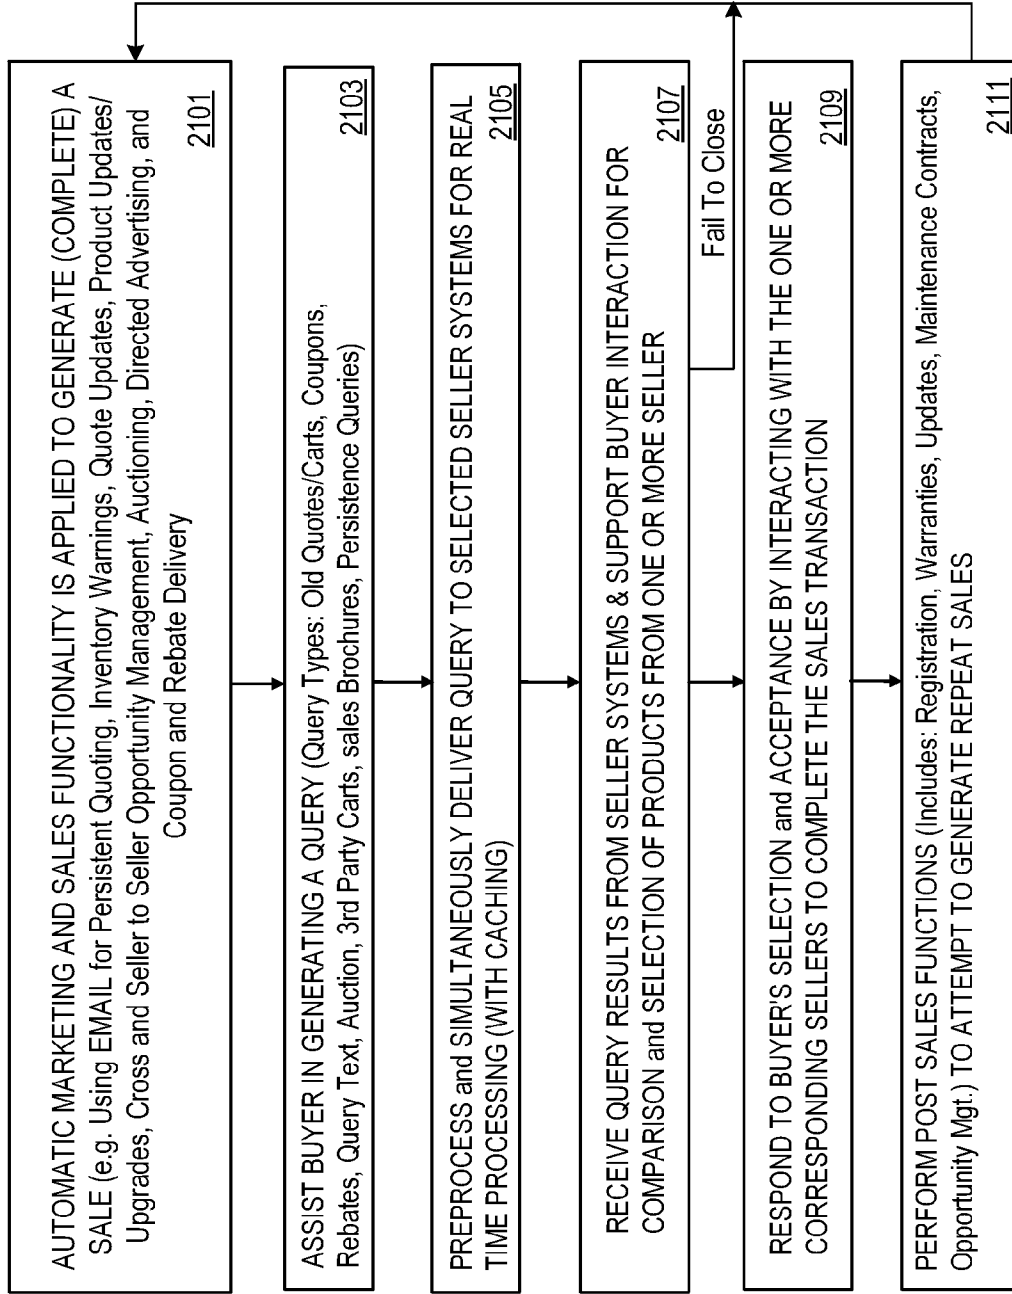 AUTOMATIC MARKETING AND SALES FUNCTIONALITY IS APPLIED TO GENERATE (COMPLETE) A
SALE (e.g. Using EMAIL for Persistent Quoting, Inventory Warnings, Quote Updates, Product Updates/
Upgrades, Cross and Seller to Seller Opportunity Management, Auctioning, Directed Advertising, and
Coupon and Rebate Delivery
2101
ASSIST BUYER IN GENERATING A QUERY (Query Types: Old Quotes/Carts, Coupons,
Rebates, Query Text, Auction, 3rd Party Carts, sales Brochures, Persistence Queries)
2103
PREPROCESS and SIMULTANEOUSLY DELIVER QUERY TO SELECTED SELLER SYSTEMS FOR REAL
TIME PROCESSING (WITH CACHING)
2105
RECEIVE QUERY RESULTS FROM SELLER SYSTEMS & SUPPORT BUYER INTERACTION FOR
COMPARISON and SELECTION OF PRODUCTS FROM ONE OR MORE SELLER
2107
Fail To Close
RESPOND TO BUYER'S SELECTION and ACCEPTANCE BY INTERACTING WITH THE ONE OR MORE
CORRESPONDING SELLERS TO COMPLETE THE SALES TRANSACTION
2109
PERFORM POST SALES FUNCTIONS (Includes: Registration, Warranties, Updates, Maintenance Contracts,
Opportunity Mgt.) TO ATTEMPT TO GENERATE REPEAT SALES
2111